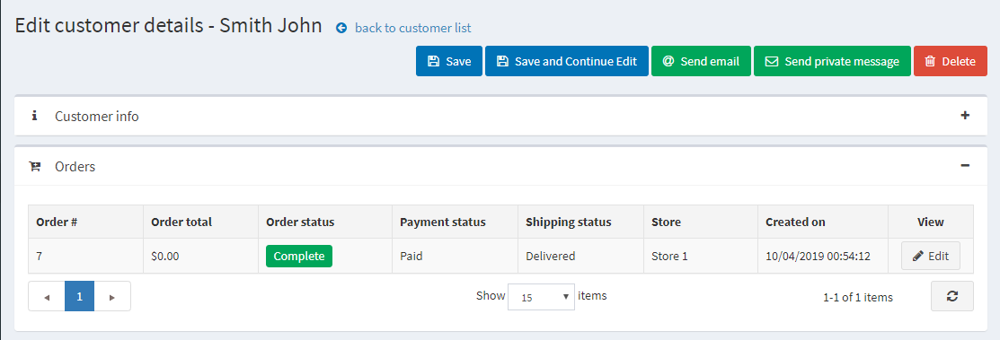 Edit customer details - Smith John back to customer list
Save Save and Continue Edit @ Send email Send private message Delete
Customer info
Orders
Order # Order total Order status Payment status Shipping status Store Created on View
7 $0.00 Complete Paid Delivered Store 1 10/04/2019 00:54:12 Edit
1 Show 15 items 1-1 of 1 items